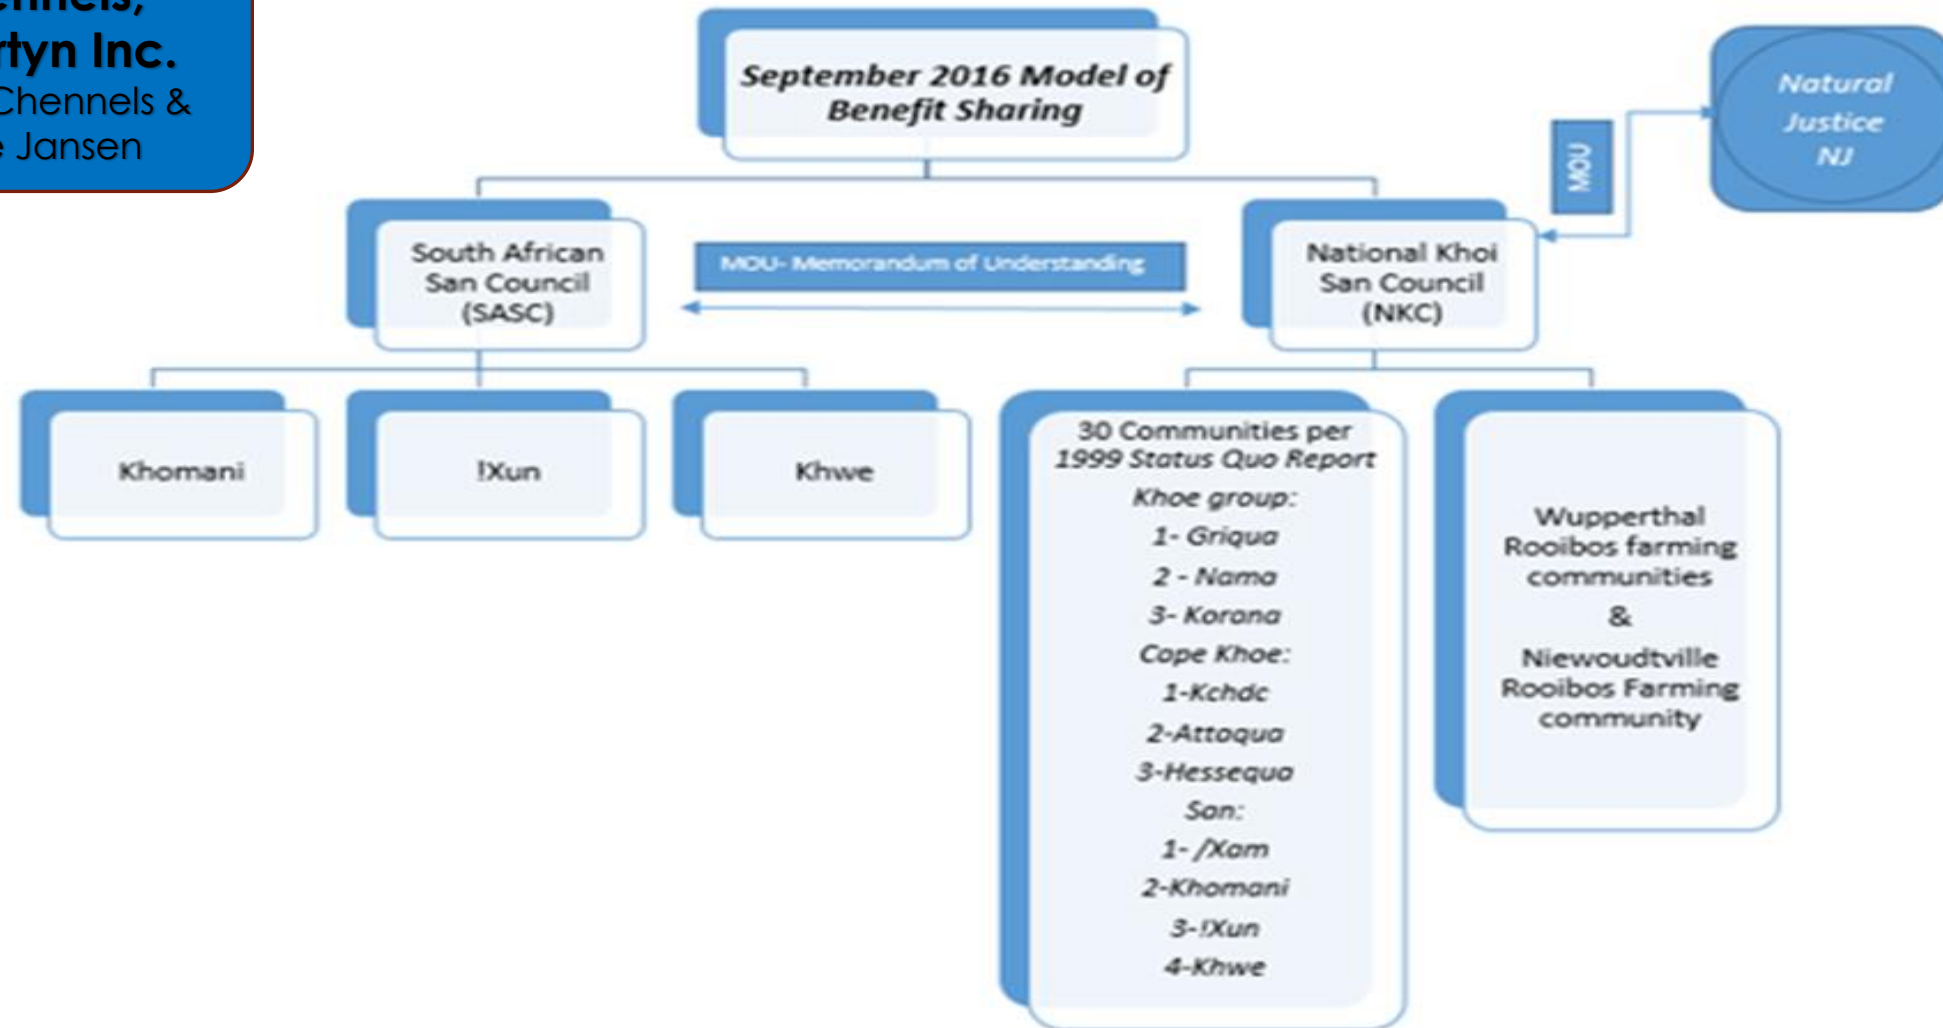 rtyn Inc.
Chennels &
Jansen
September 2016 Model of
Benefit Sharing
Natural
Justice
NJ
MOU
South African
San Council
(SASC)
MOU- Memorandum of Understanding
National Khoi
San Council
(NKC)
Khomani
!Xun
Khwe
30 Communities per
1999 Status Quo Report
Khoe group:
1- Griqua
2 - Nama
3- Korana
Cape Khoe:
1-Kchdc
2-Attaqua
3-Hessequa
San:
1- /Xam
2-Khomani
3-!Xun
4-Khwe
Wupperthal
Rooibos farming
communities
&
Niewoudtville
Rooibos Farming
community